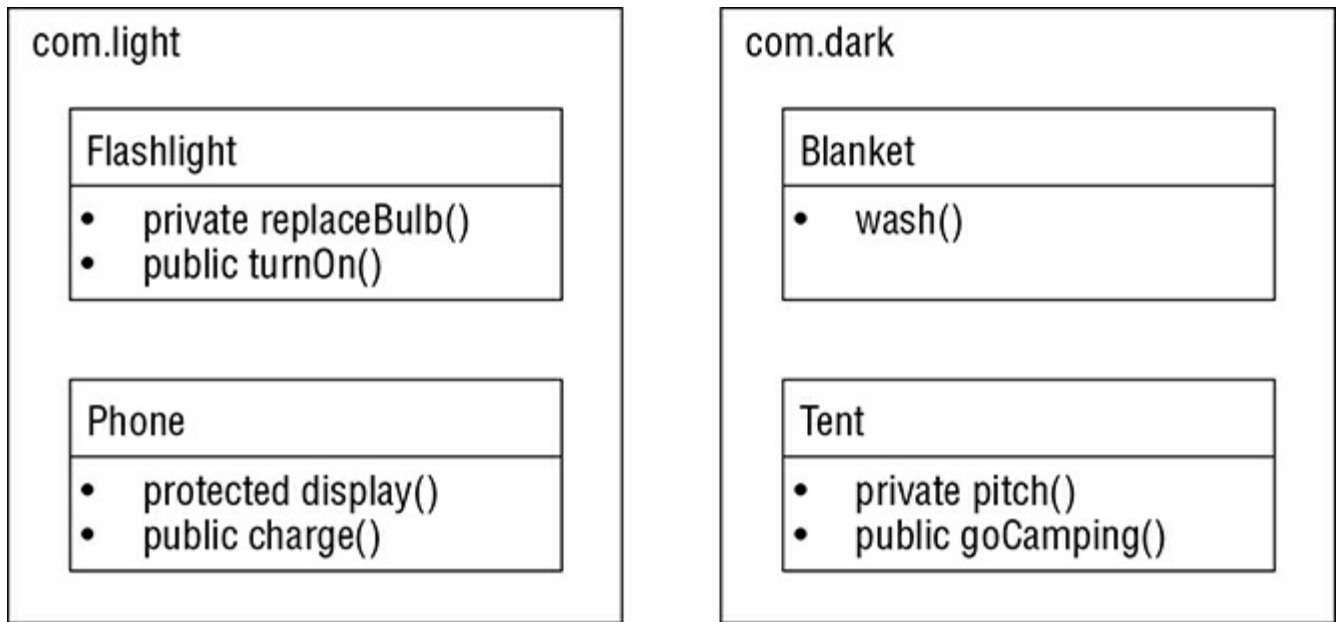 com.light
Flashlight
• private replaceBulb()
• public turnOn()
Phone
• protected display()
• public charge()
com.dark
Blanket
• wash()
Tent
• private pitch()
• public goCamping()